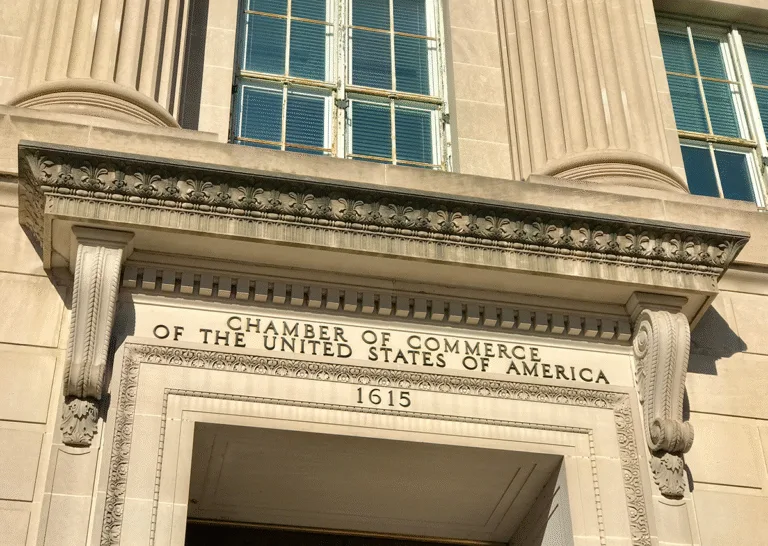 CHAMBER OF COMMERCE
OF THE UNITED STATES OF AMERICA
1615